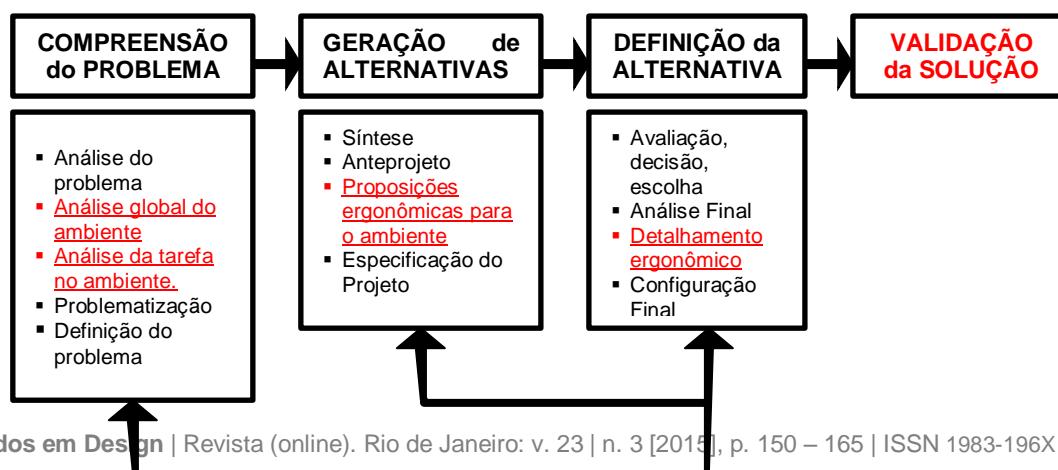 COMPREENSÃO
do PROBLEMA
GERAÇÃO de
ALTERNATIVAS
DEFINIÇÃO da
ALTERNATIVA
VALIDAÇÃO
da SOLUÇÃO
▪ Análise do
problema
▪ Análise global do
ambiente
▪ Análise da tarefa
no ambiente.
▪ Problematização
▪ Definição do
problema
▪ Síntese
▪ Anteprojeto
▪ Proposições
ergonômicas para
o ambiente
▪ Especificação do
Projeto
▪ Avaliação,
decisão,
escolha
▪ Análise Final
▪ Detalhamento
ergonômico
▪ Configuração
Final
dos em Design | Revista (online). Rio de Janeiro: v. 23 | n. 3 [2015], p. 150 – 165 | ISSN 1983-196X